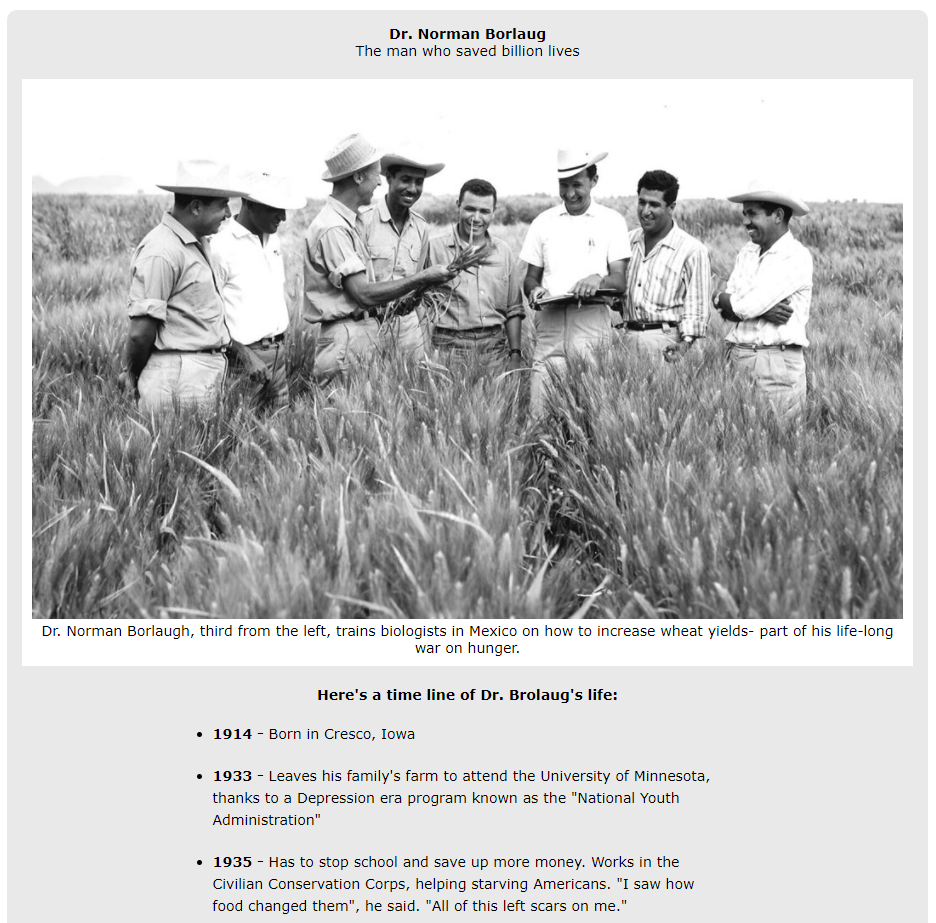 Dr. Norman Borlaug
The man who saved billion lives
Dr. Norman Borlaugh, third from the left, trains biologists in Mexico on how to increase wheat yields- part of his life-long
war on hunger.
Here's a time line of Dr. Brolaug's life:
• 1914 - Born in Cresco, Iowa
• 1933 - Leaves his family's farm to attend the University of Minnesota,
thanks to a Depression era program known as the "National Youth
Administration"
• 1935 - Has to stop school and save up more money. Works in the
Civilian Conservation Corps, helping starving Americans. "I saw how
food changed them", he said. "All of this left scars on me."